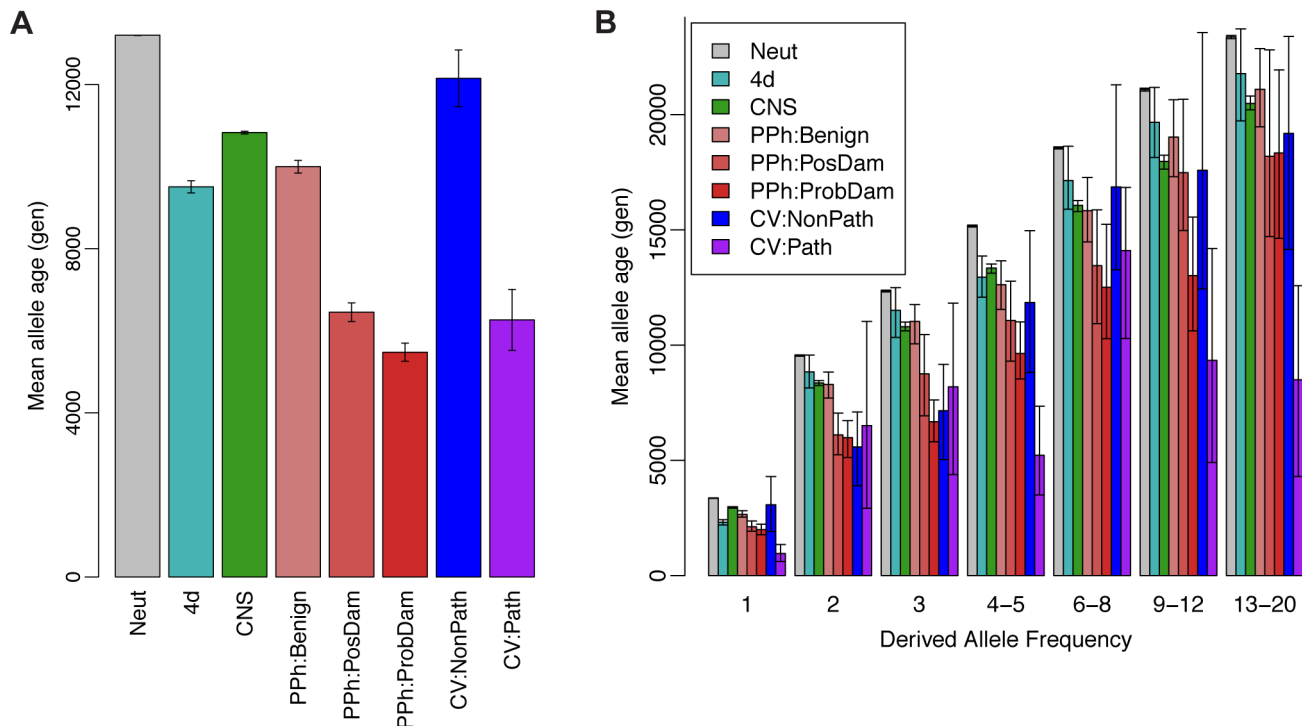 A
Mean allele age (gen)
12000
8000
4000
0
Neut
4d
CNS
PPh:Benign
PPh:PosDam
PPh:ProbDam
CV:NonPath
CV:Path
B
Mean allele age (gen)
20000
15000
10000
5000
0
Neut
4d
CNS
PPh:Benign
PPh:PosDam
PPh:ProbDam
CV:NonPath
CV:Path
1 2 3 4–5 6–8 9–12 13–20
Derived Allele Frequency